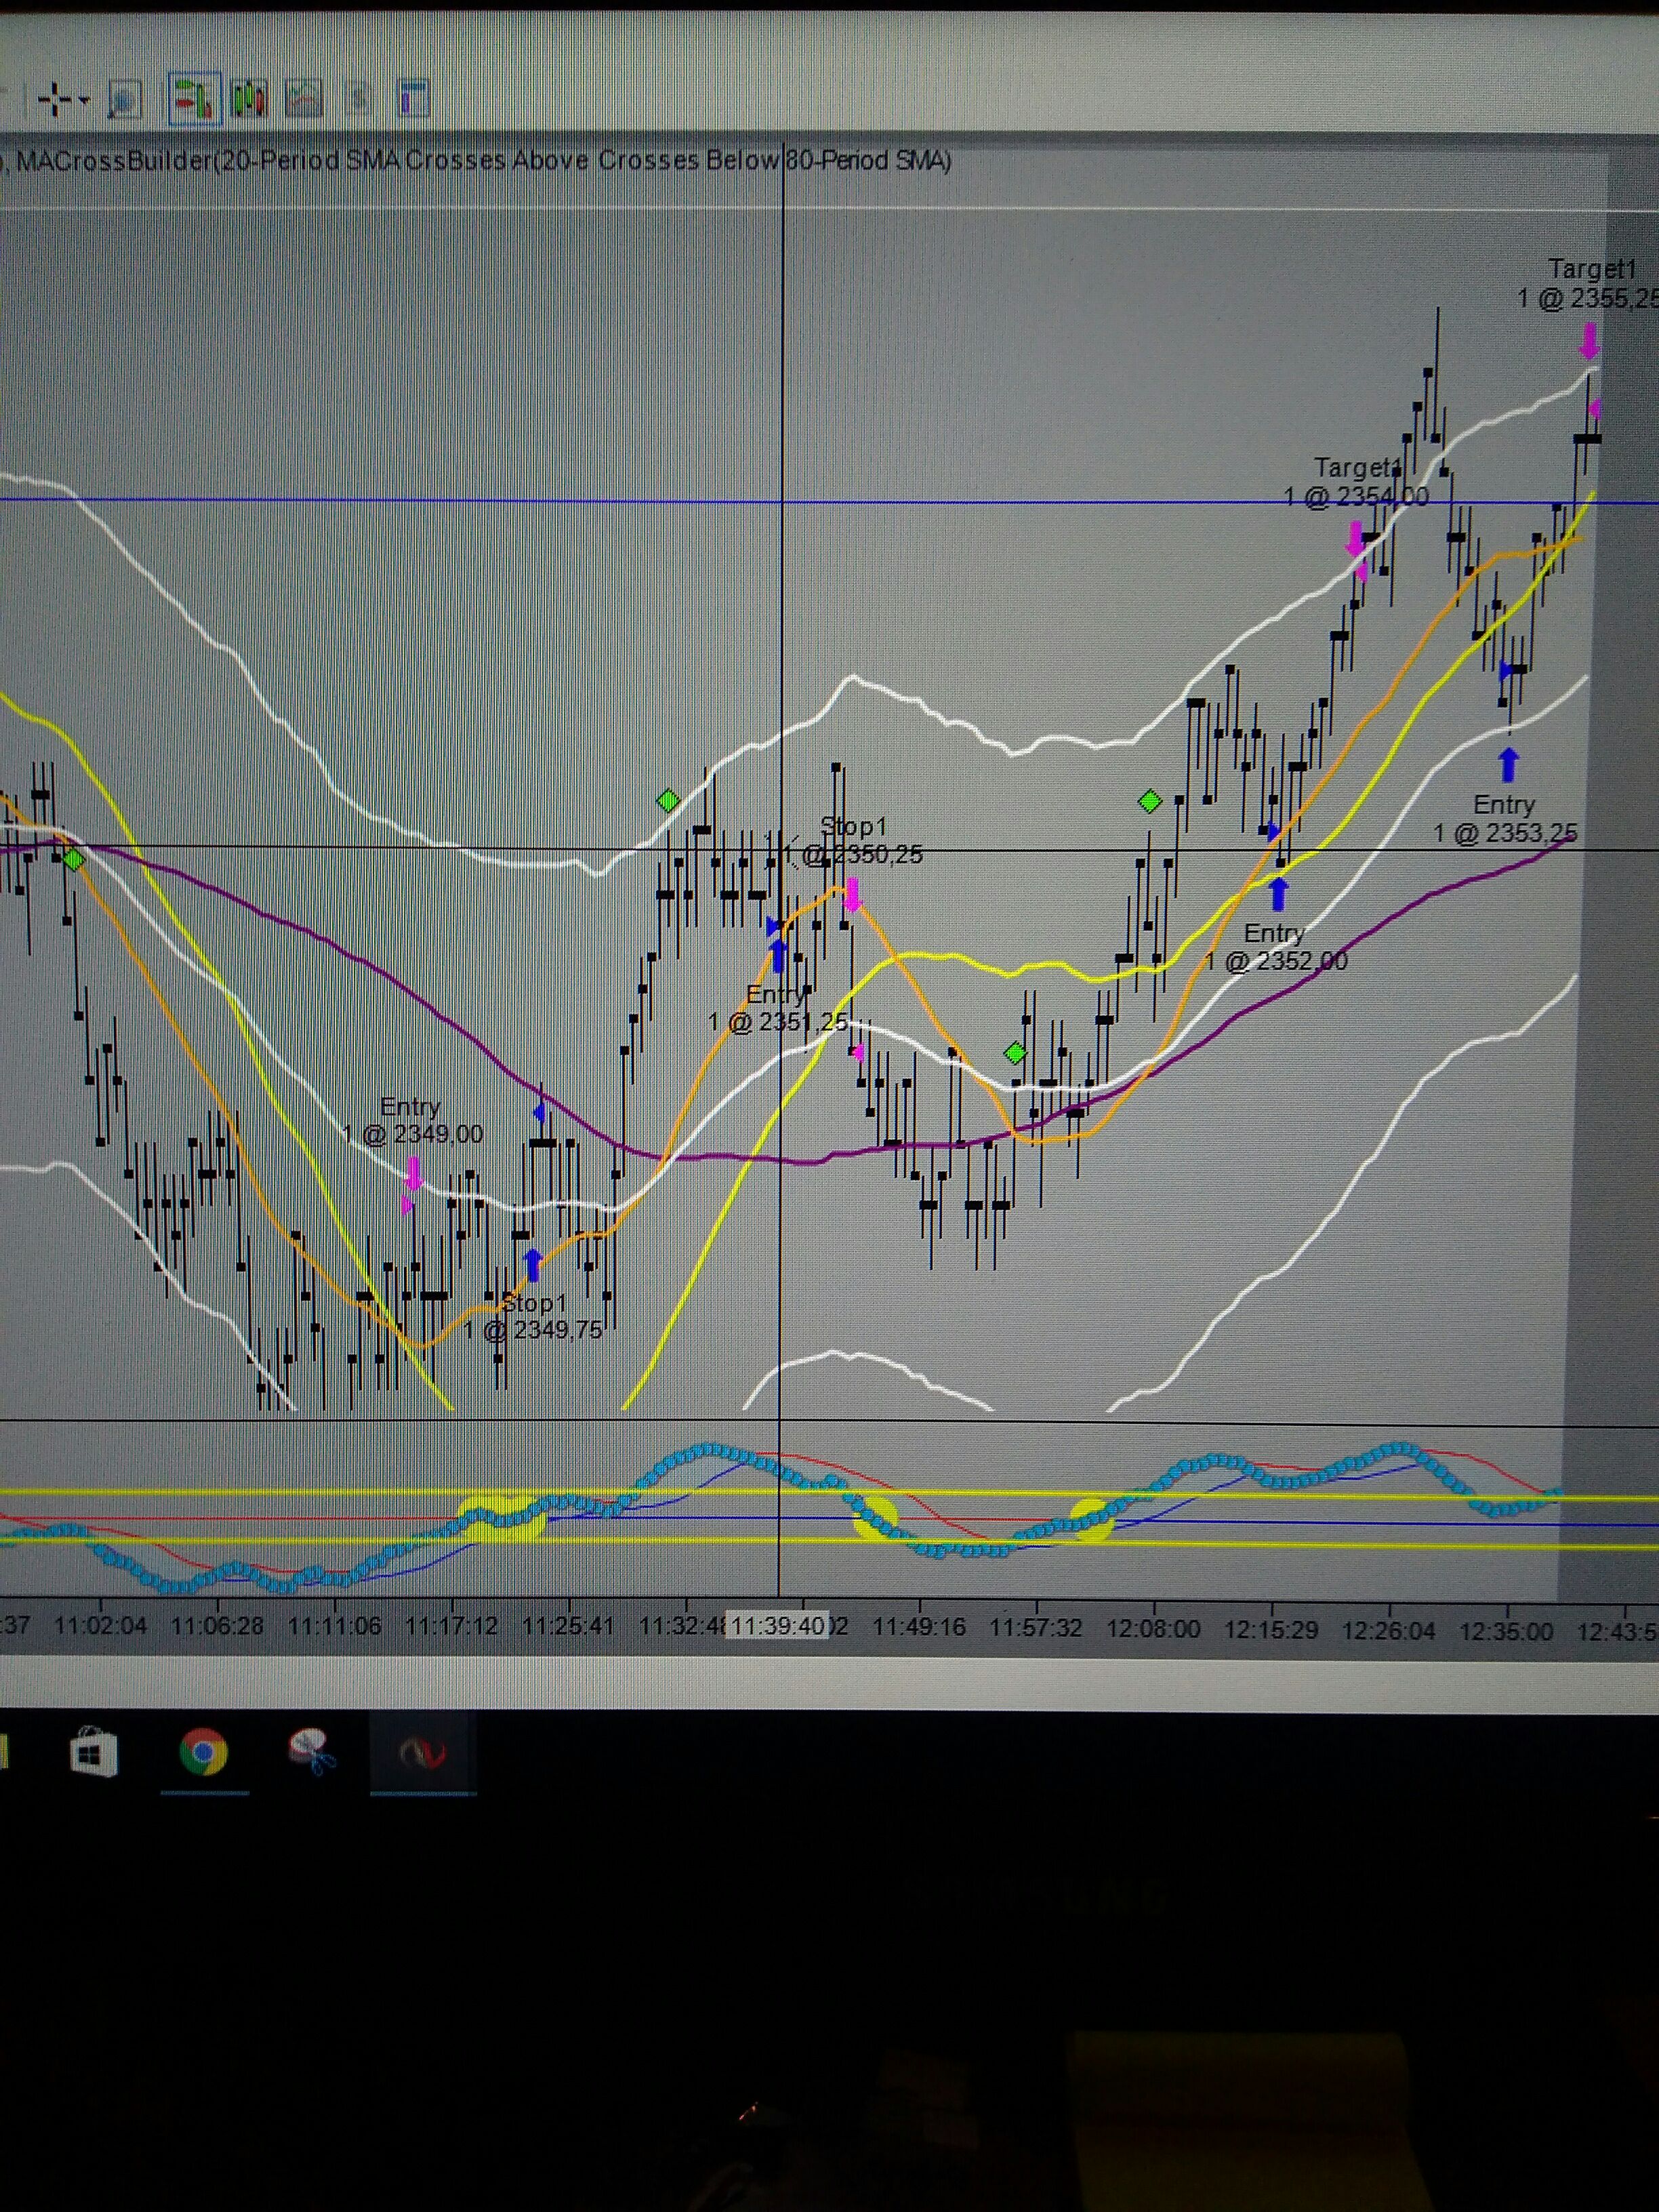 ), MACrossBuilder(20-Period SMA Crosses Above Crosses Below 80-Period SMA)
Target1
1 @ 2355,25
Target1
1 @ 2354,00
Stop1
1 @ 2350,25
Entry
1 @ 2353,25
Entry
1 @ 2352,00
Entry
1 @ 2351,25
Entry
1 @ 2349,00
Stop1
1 @ 2349,75
:37 11:02:04 11:06:28 11:11:06 11:17:12 11:25:41 11:32:48 11:39:40 02 11:49:16 11:57:32 12:08:00 12:15:29 12:26:04 12:35:00 12:43:5